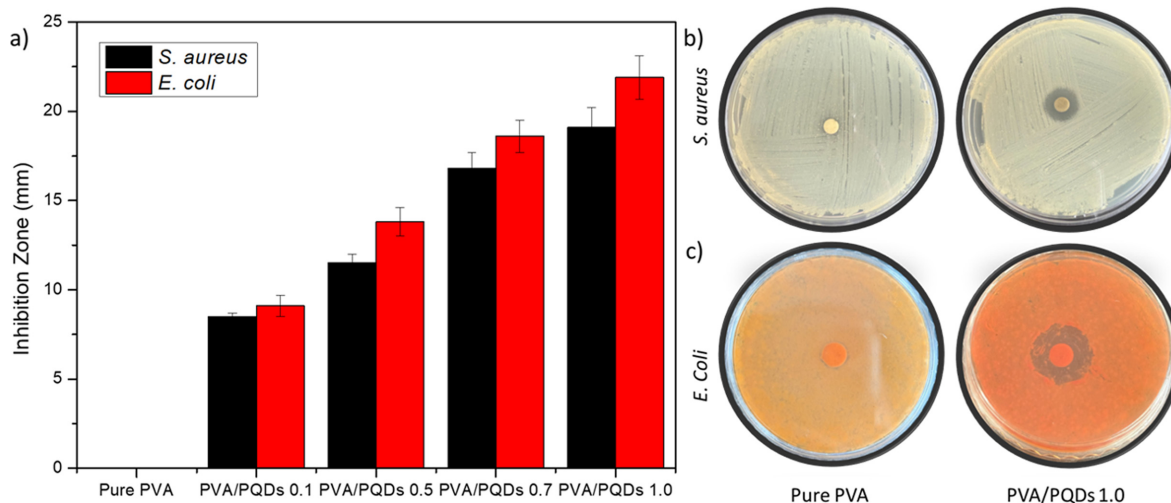 a)
S. aureus
E. coli
Inhibition Zone (mm)
25
20
15
10
5
0
Pure PVA
PVA/PQDs 0.1
PVA/PQDs 0.5
PVA/PQDs 0.7
PVA/PQDs 1.0
b)
S. aureus
c)
E. Coli
Pure PVA
PVA/PQDs 1.0